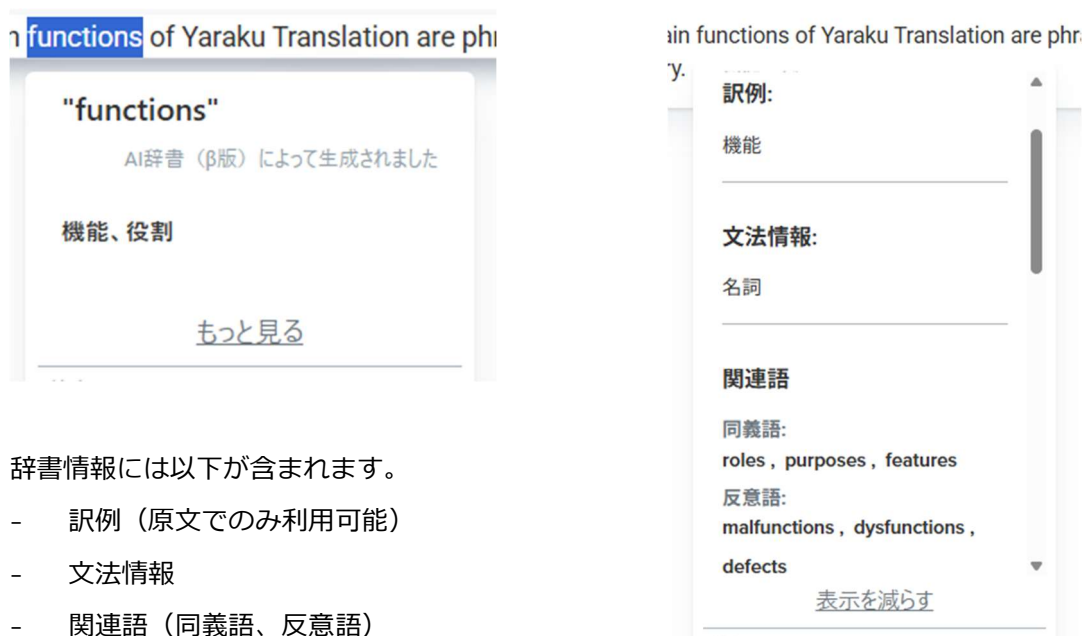 functions of Yaraku Translation are
"functions"
AI辞書（β版）によって生成されました
機能、役割
もっと見る
辞書情報には以下が含まれます。
- 訳例（原文でのみ利用可能）
- 文法情報
- 関連語（同義語、反意語）
functions of Yaraku Translation are
訳例:
機能
文法情報:
名詞
関連語
同義語:
roles , purposes , features
反意語:
malfunctions , dysfunctions ,
defects
表示を減らす